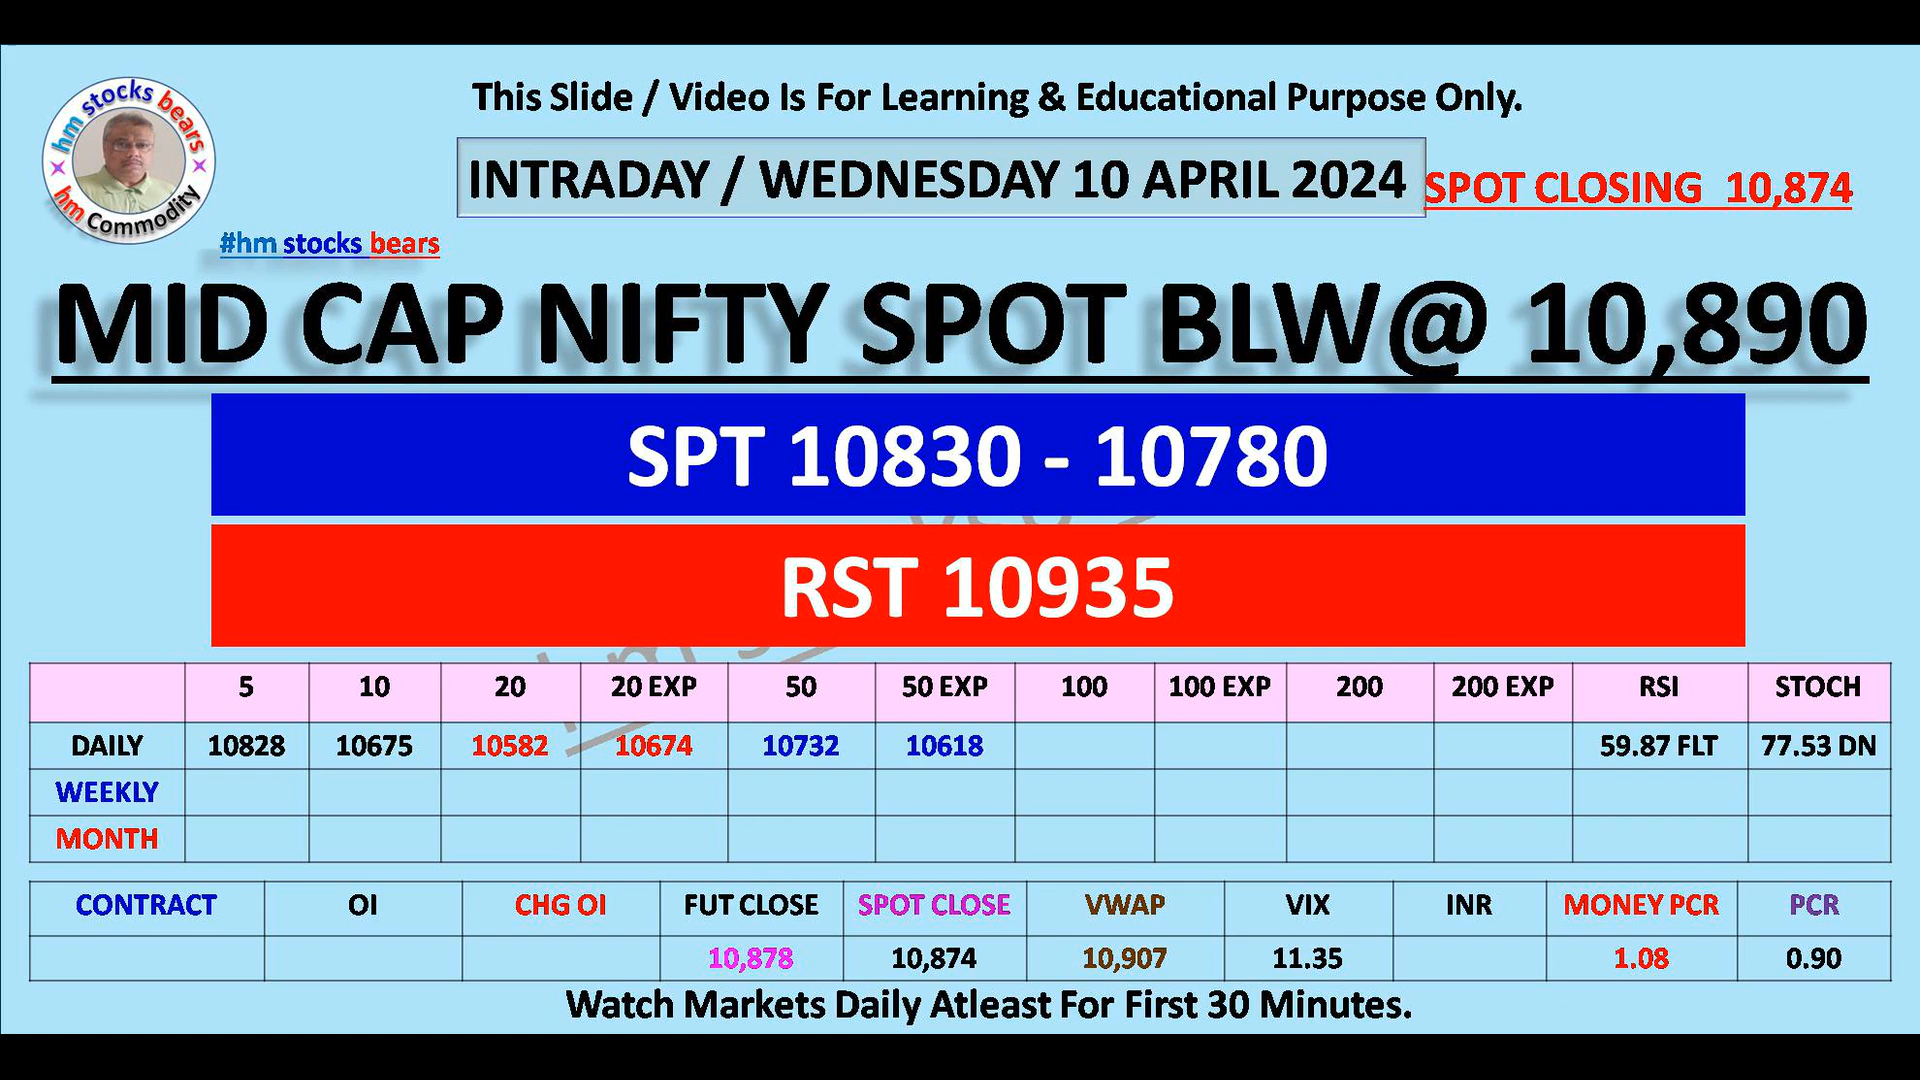 hm stocks bears
hm Commodity
This Slide / Video Is For Learning & Educational Purpose Only.
INTRADAY / WEDNESDAY 10 APRIL 2024
SPOT CLOSING 10,874
#hm stocks bears
MID CAP NIFTY SPOT BLW@ 10,890
SPT 10830 - 10780
RST 10935
5 10 20 20 EXP 50 50 EXP 100 100 EXP 200 200 EXP RSI STOCH
DAILY 10828 10675 10582 10674 10732 10618 59.87 FLT 77.53 DN
WEEKLY
MONTH
CONTRACT OI CHG OI FUT CLOSE SPOT CLOSE VWAP VIX INR MONEY PCR PCR
10,878 10,874 10,907 11.35 1.08 0.90
Watch Markets Daily Atleast For First 30 Minutes.